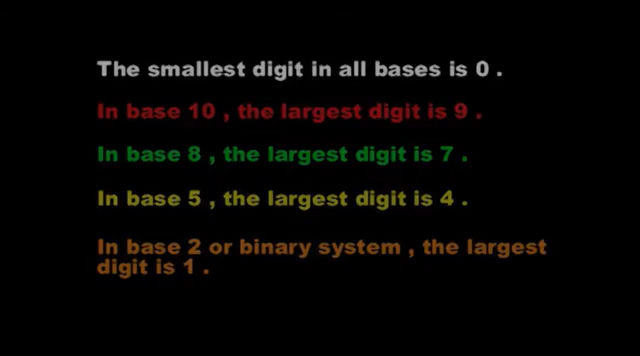 The smallest digit in all bases is 0 .
In base 10 , the largest digit is 9 .
In base 8 , the largest digit is 7 .
In base 5 , the largest digit is 4 .
In base 2 or binary system , the largest
digit is 1 .